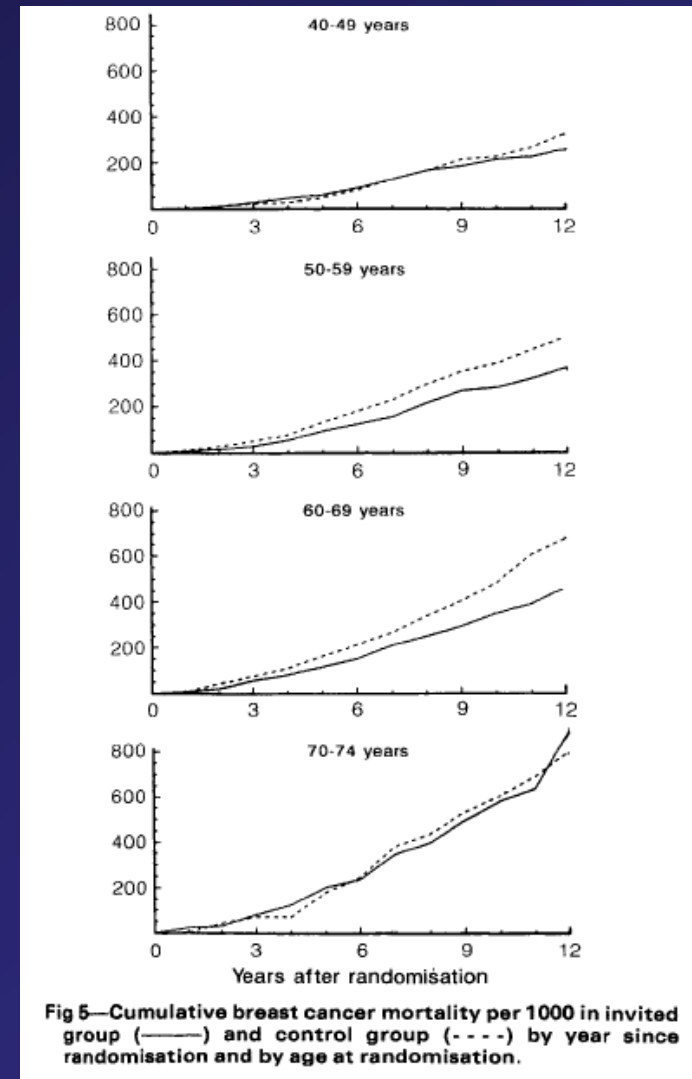 40-49 years
800
600
400
200
0 3 6 9 12
50-59 years
800
600
400
200
0 3 6 9 12
60-69 years
800
600
400
200
0 3 6 9 12
70-74 years
800
600
400
200
0 3 6 9 12
Years after randomisation
Fig 5—Cumulative breast cancer mortality per 1000 in invited
group (——) and control group (- - - -) by year since
randomisation and by age at randomisation.